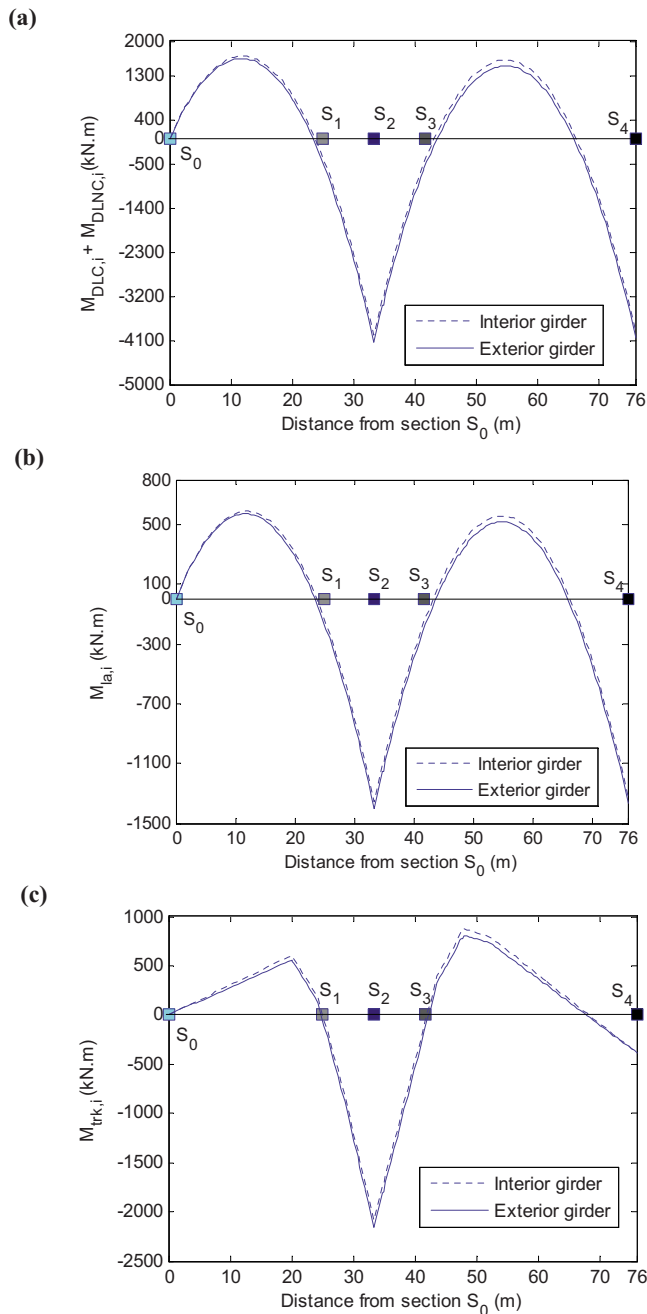 (a)
2000
1300
400
0
-500
-1400
-2300
-3200
-4100
-5000
M_DLC,i + M_DLNC,i (kN.m)
S_0
S_1
S_2
S_3
S_4
Interior girder
Exterior girder
0 10 20 30 40 50 60 70 76
Distance from section S_0 (m)
(b)
800
500
100
0
-300
-700
-1100
-1500
M_la,i (kN.m)
S_0
S_1
S_2
S_3
S_4
Interior girder
Exterior girder
0 10 20 30 40 50 60 70 76
Distance from section S_0 (m)
(c)
1000
500
0
-500
-1000
-1500
-2000
-2500
M_trk,i (kN.m)
S_0
S_1
S_2
S_3
S_4
Interior girder
Exterior girder
0 10 20 30 40 50 60 70 76
Distance from section S_0 (m)